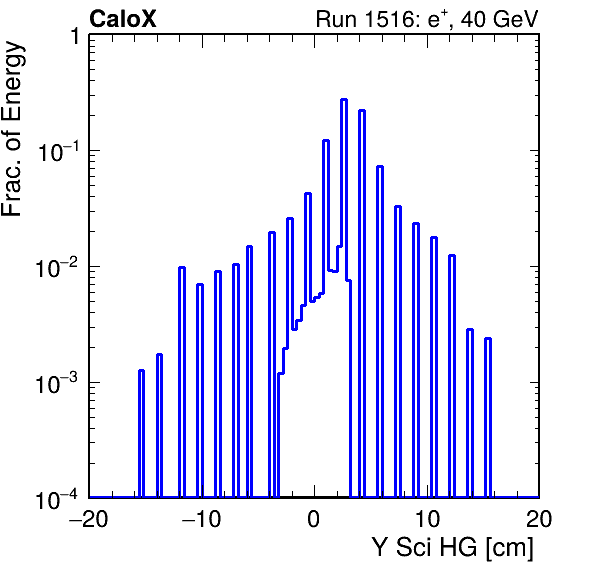 CaloX Run 1516: e⁺, 40 GeV
Frac. of Energy
1
10⁻¹
10⁻²
10⁻³
10⁻⁴
−20 −10 0 10 20
Y Sci HG [cm]